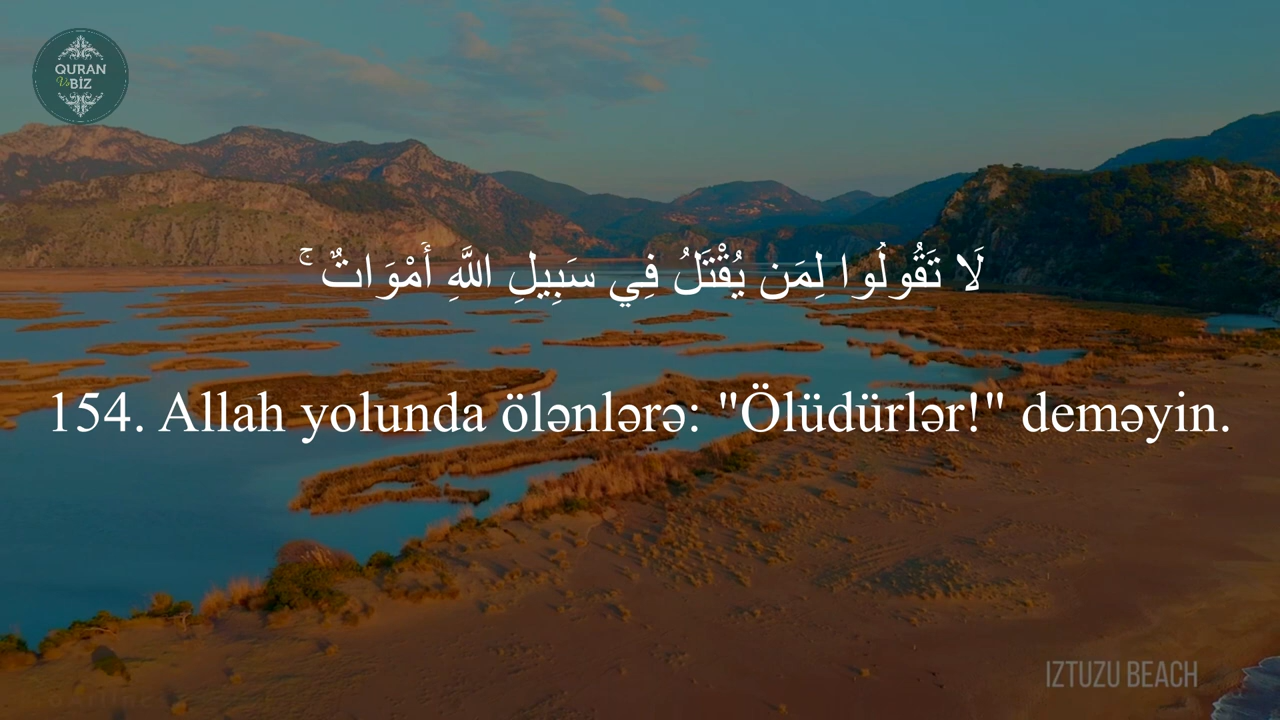 QURAN
Və BİZ
لَا تَقُولُوا لِمَن يُقْتَلُ فِي سَبِيلِ اللَّهِ أَمْوَاتٌ ۚ
154. Allah yolunda ölənlərə: "Ölüdürlər!" deməyin.
IZTUZU BEACH